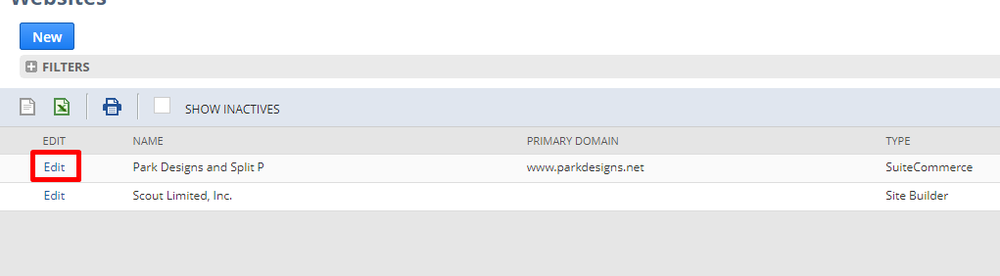 Websites
New
FILTERS
SHOW INACTIVES
EDIT NAME PRIMARY DOMAIN TYPE
Edit Park Designs and Split P www.parkdesigns.net SuiteCommerce
Edit Scout Limited, Inc. Site Builder